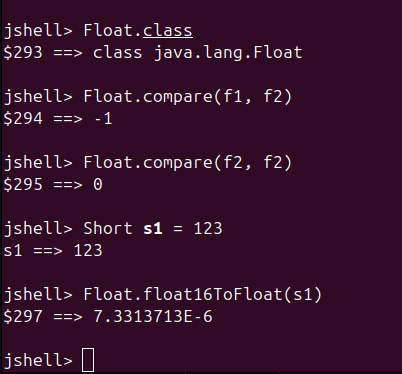 jshell> Float.class
$293 ==> class java.lang.Float
jshell> Float.compare(f1, f2)
$294 ==> -1
jshell> Float.compare(f2, f2)
$295 ==> 0
jshell> Short s1 = 123
s1 ==> 123
jshell> Float.float16ToFloat(s1)
$297 ==> 7.3313713E-6
jshell>